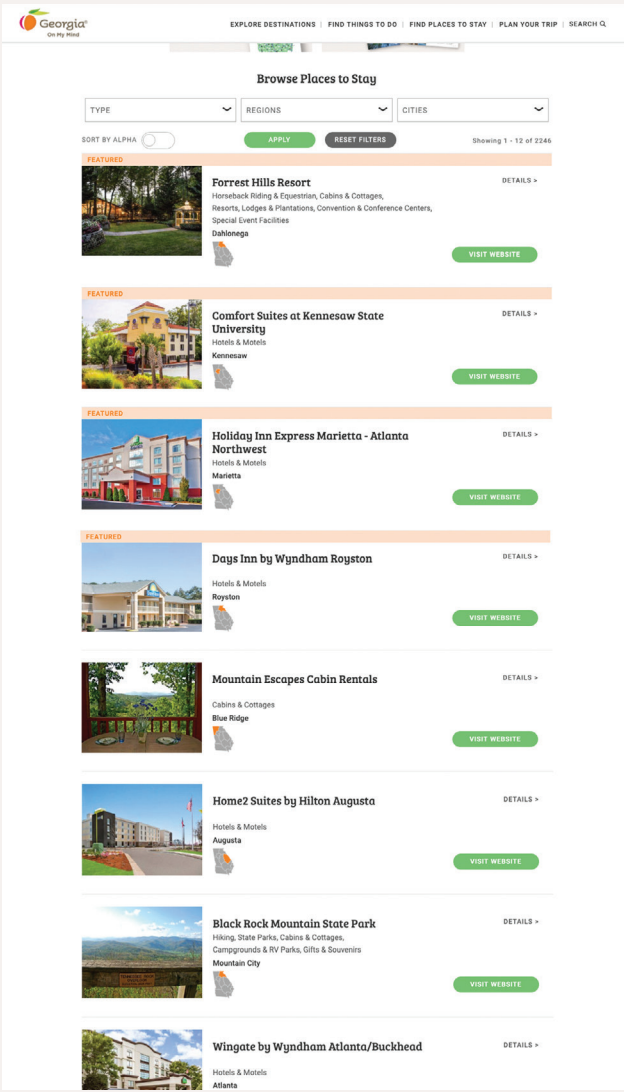 Georgia®
On My Mind
EXPLORE DESTINATIONS | FIND THINGS TO DO | FIND PLACES TO STAY | PLAN YOUR TRIP | SEARCH
Browse Places to Stay
TYPE
REGIONS
CITIES
SORT BY ALPHA
APPLY
RESET FILTERS
Showing 1 - 12 of 2246
FEATURED
Forrest Hills Resort
DETAILS >
Horseback Riding & Equestrian, Cabins & Cottages,
Resorts, Lodges & Plantations, Convention & Conference Centers,
Special Event Facilities
Dahlonega
VISIT WEBSITE
FEATURED
Comfort Suites at Kennesaw State
University
DETAILS >
Hotels & Motels
Kennesaw
VISIT WEBSITE
FEATURED
Holiday Inn Express Marietta - Atlanta
Northwest
DETAILS >
Hotels & Motels
Marietta
VISIT WEBSITE
FEATURED
Days Inn by Wyndham Royston
DETAILS >
Hotels & Motels
Royston
VISIT WEBSITE
Mountain Escapes Cabin Rentals
DETAILS >
Cabins & Cottages
Blue Ridge
VISIT WEBSITE
Home2 Suites by Hilton Augusta
DETAILS >
Hotels & Motels
Augusta
VISIT WEBSITE
Black Rock Mountain State Park
DETAILS >
Hiking, State Parks, Cabins & Cottages,
Campgrounds & RV Parks, Gifts & Souvenirs
Mountain City
VISIT WEBSITE
Wingate by Wyndham Atlanta/Buckhead
DETAILS >
Hotels & Motels
Atlanta